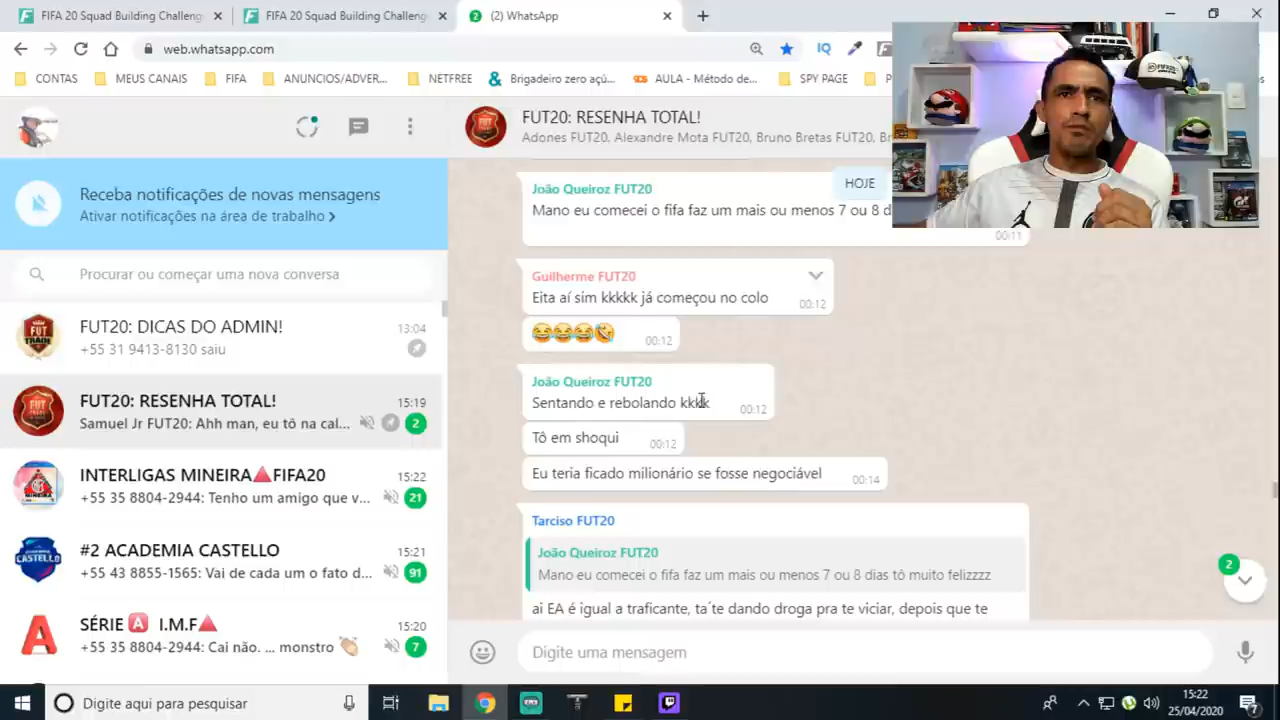 FIFA 20 Squad Building Challeng
FIFA 20 Squad Building Challeng
(2) WhatsApp
web.whatsapp.com
IQ
CONTAS
MEUS CANAIS
FIFA
ANUNCIOS/ADVER...
NETFREE
Brigadeiro zero açú...
AULA - Método de...
SPY PAGE
FUT20: RESENHA TOTAL!
Adones FUT20, Alexandre Mota FUT20, Bruno Bretas FUT20, B
Receba notificações de novas mensagens
Ativar notificações na área de trabalho >
Procurar ou começar uma nova conversa
FUT20: DICAS DO ADMIN!
13:04
+55 31 9413-8130 saiu
FUT20: RESENHA TOTAL!
15:19
Samuel Jr FUT20: Ahh man, eu tô na cal...
2
INTERLIGAS MINEIRA🔺FIFA20
15:22
+55 35 8804-2944: Tenho um amigo que v...
21
#2 ACADEMIA CASTELLO
15:21
+55 43 8855-1565: Vai de cada um o fato d...
91
SÉRIE 🅰 I.M.F🔺
15:20
+55 35 8804-2944: Cai não. ... monstro 👏🏻
7
HOJE
João Queiroz FUT20
Mano eu comecei o fifa faz um mais ou menos 7 ou 8 d
00:11
Guilherme FUT20
Eita aí sím kkkkk já começou no colo
00:12
😂😂😂🤣
00:12
João Queiroz FUT20
Sentando e rebolando kkkk
00:12
Tô em shoqui
00:12
Eu teria ficado milionário se fosse negociável
00:14
Tarciso FUT20
João Queiroz FUT20
Mano eu comecei o fifa faz um mais ou menos 7 ou 8 dias tô muito felizzzz
ai EA é igual a traficante, ta´te dando droga pra te viciar, depois que te
2
Digite uma mensagem
Digite aqui para pesquisar
15:22
25/04/2020
7